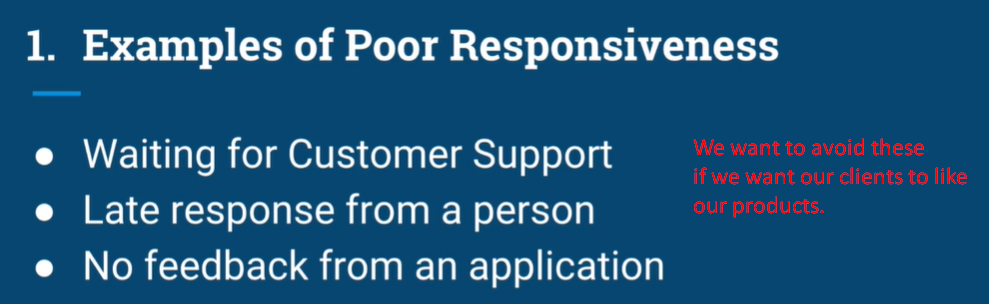 1. Examples of Poor Responsiveness
● Waiting for Customer Support
● Late response from a person
● No feedback from an application
We want to avoid these
if we want our clients to like
our products.